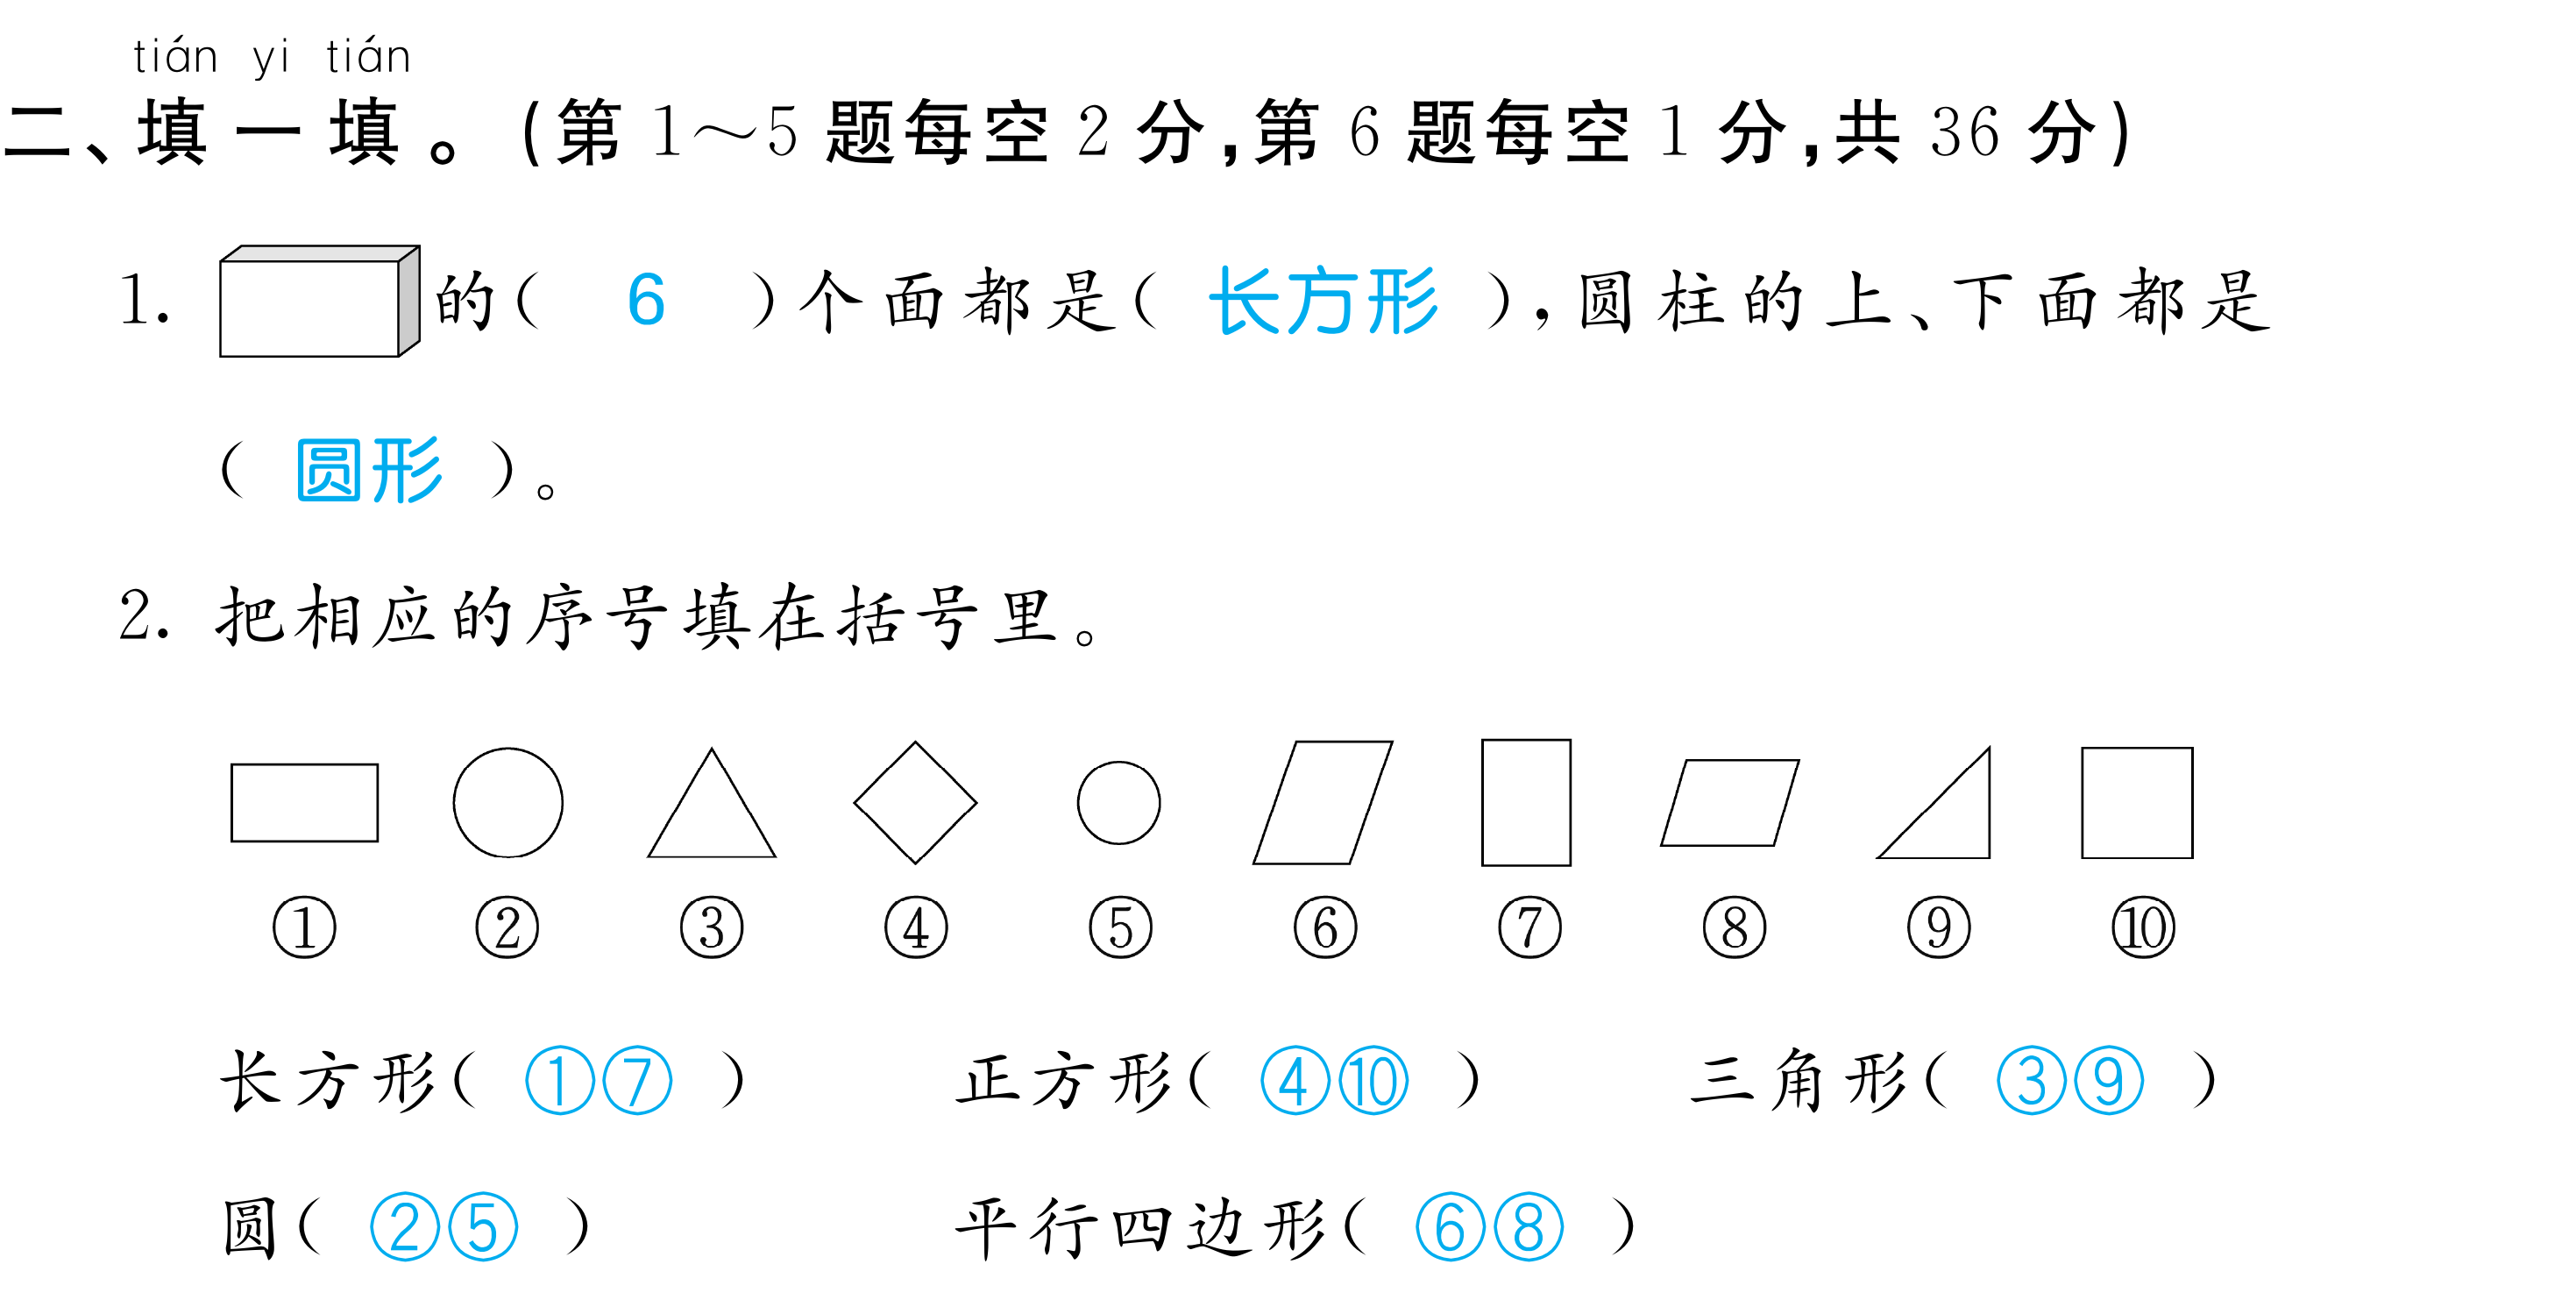 tián yi tián
二、填一填。(第 1～5 题每空 2 分,第 6 题每空 1 分,共 36 分)
1. 的( 6 )个面都是( 长方形 ),圆柱的上、下面都是
( 圆形 )。
2. 把相应的序号填在括号里。
① ② ③ ④ ⑤ ⑥ ⑦ ⑧ ⑨ ⑩
长方形( ①⑦ ) 正方形( ④⑩ ) 三角形( ③⑨ )
圆( ②⑤ ) 平行四边形( ⑥⑧ )